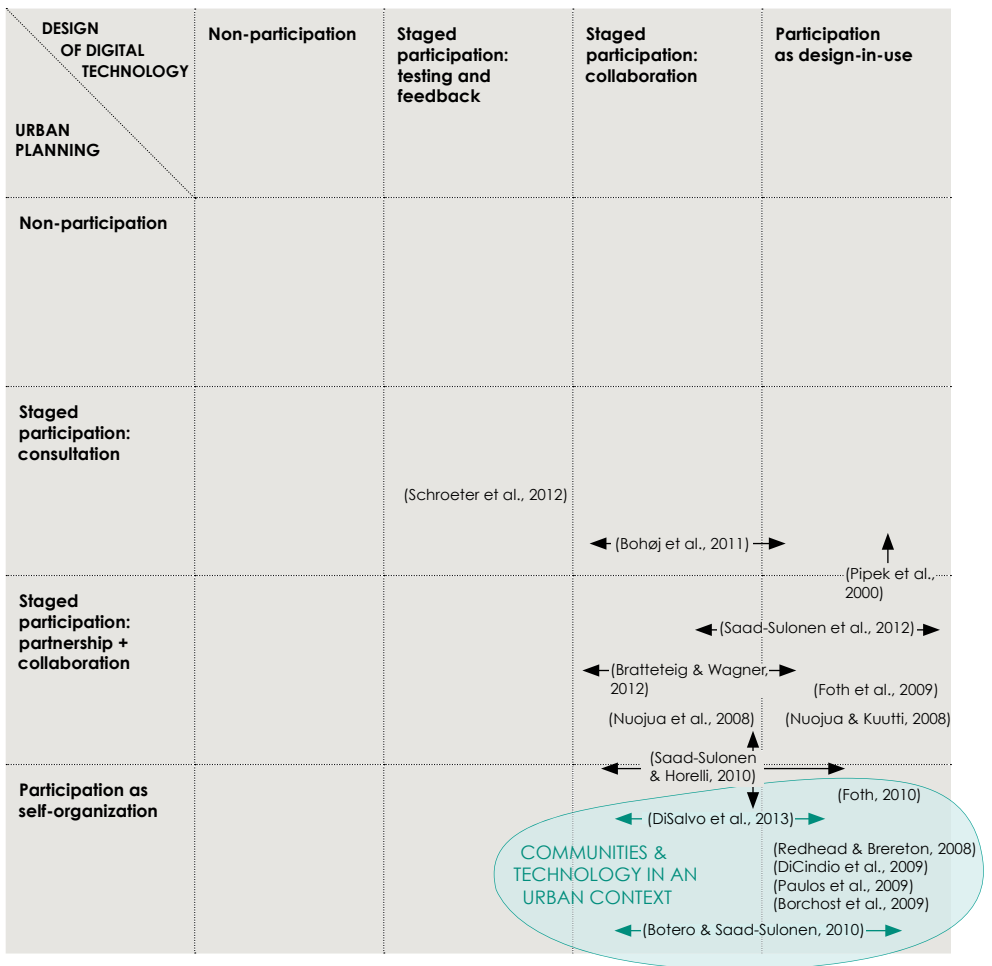 DESIGN
OF DIGITAL
TECHNOLOGY
URBAN
PLANNING
Non-participation
Staged
participation:
testing and
feedback
Staged
participation:
collaboration
Participation
as design-in-use
Non-participation
Staged
participation:
consultation
(Schroeter et al., 2012)
(Bohøj et al., 2011)
(Pipek et al.,
2000)
Staged
participation:
partnership +
collaboration
(Saad-Sulonen et al., 2012)
(Bratteteig & Wagner,
2012)
(Foth et al., 2009)
(Nuojua et al., 2008)
(Nuojua & Kuutti, 2008)
(Saad-Sulonen
& Horelli, 2010)
Participation as
self-organization
(Foth, 2010)
(DiSalvo et al., 2013)
COMMUNITIES &
TECHNOLOGY IN AN
URBAN CONTEXT
(Redhead & Brereton, 2008)
(DiCindio et al., 2009)
(Paulos et al., 2009)
(Borchost et al., 2009)
(Botero & Saad-Sulonen, 2010)